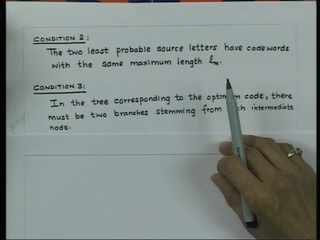 CONDITION 2:
The two least probable source letters have codewords
with the same maximum length lm.
CONDITION 3:
In the tree corresponding to the optimum code, there
must be two branches stemming from each intermediate
node.